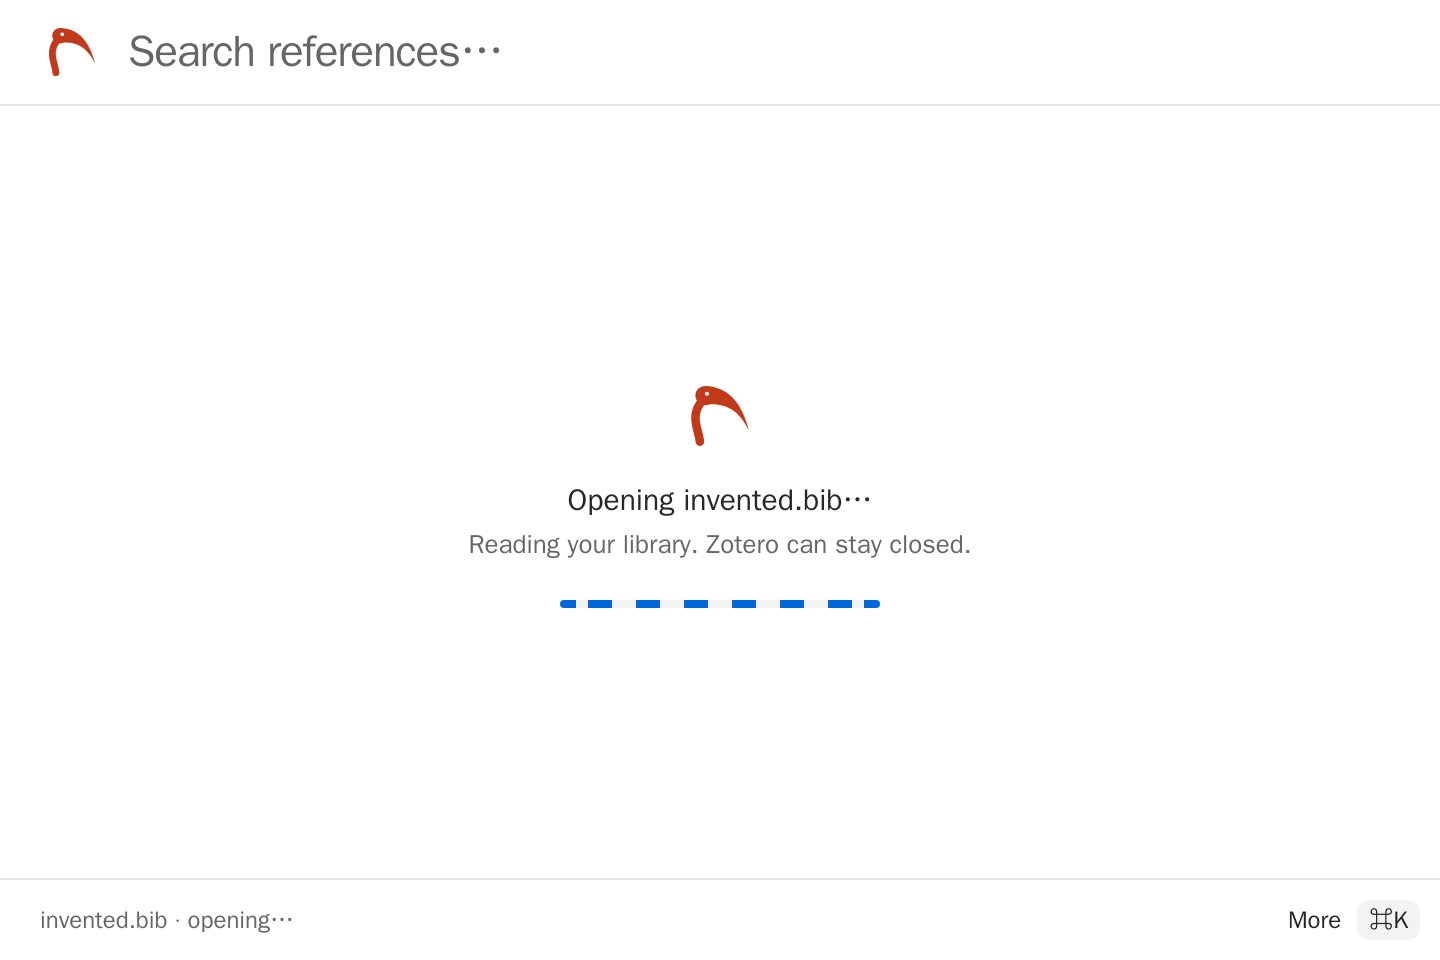 Search references…
Opening invented.bib…
Reading your library. Zotero can stay closed.
invented.bib · opening…
More ⌘K